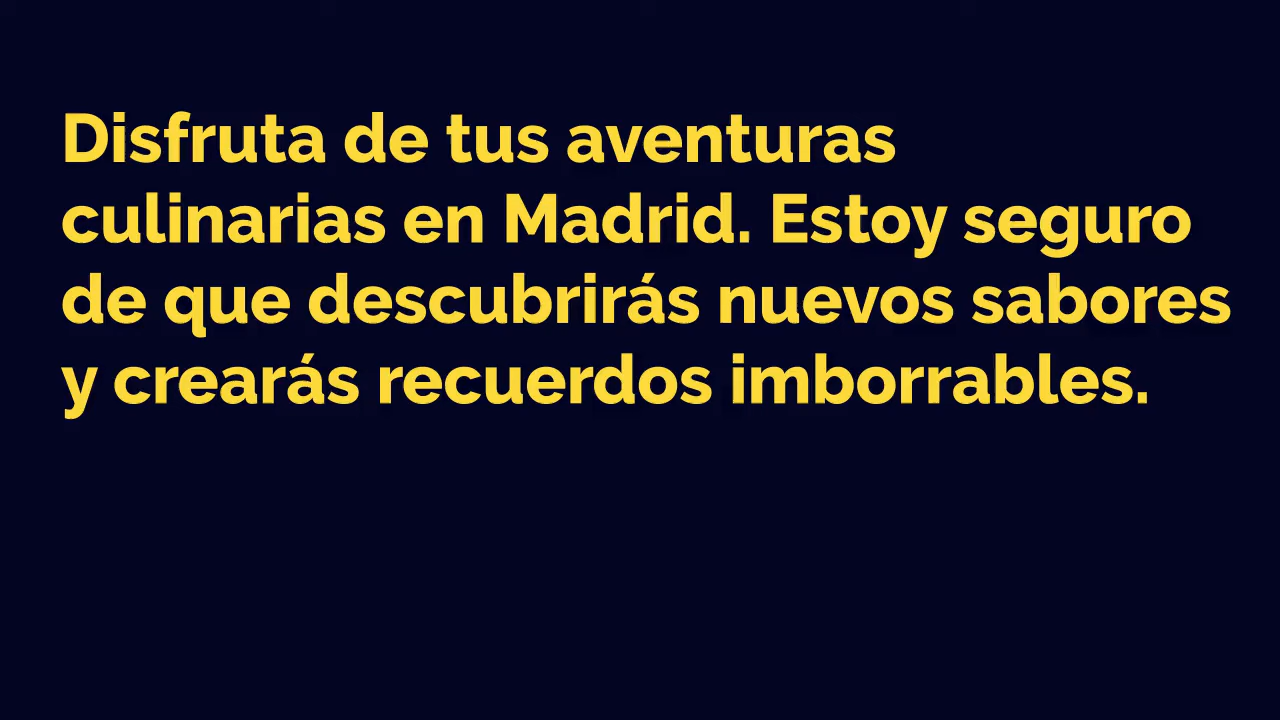 Disfruta de tus aventuras
culinarias en Madrid. Estoy seguro
de que descubrirás nuevos sabores
y crearás recuerdos imborrables.